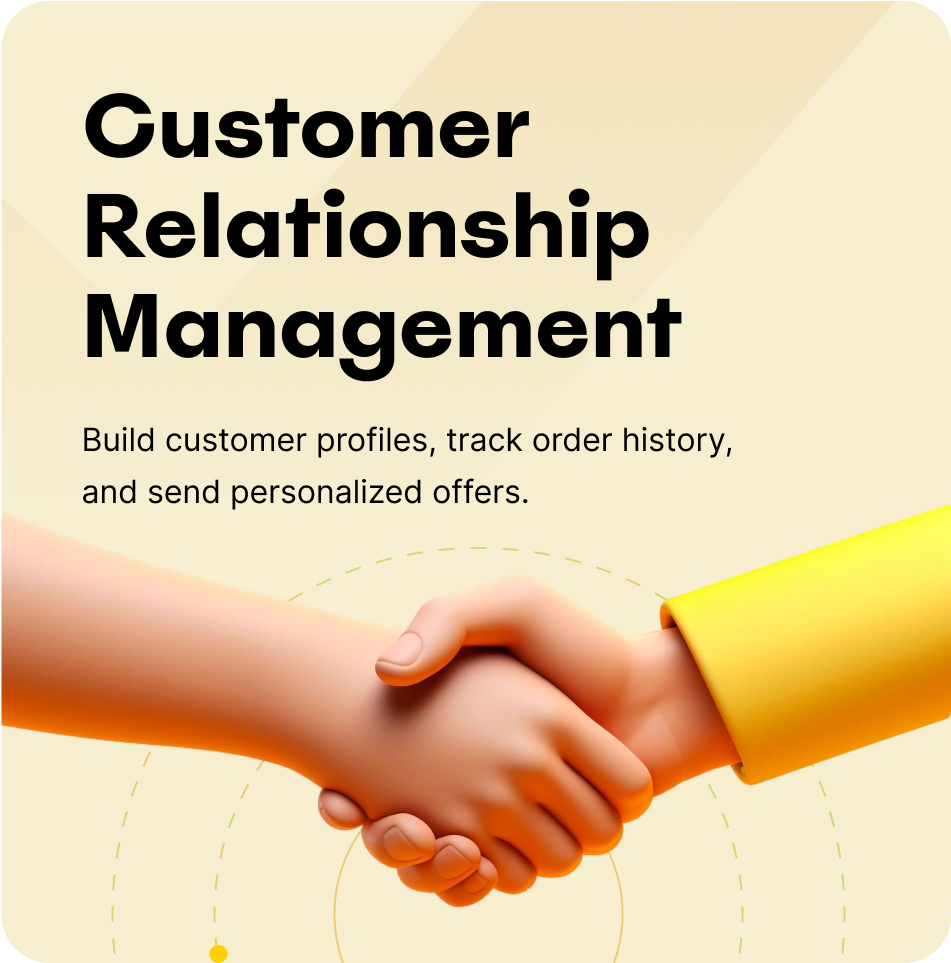 Customer
Relationship
Management
Build customer profiles, track order history,
and send personalized offers.